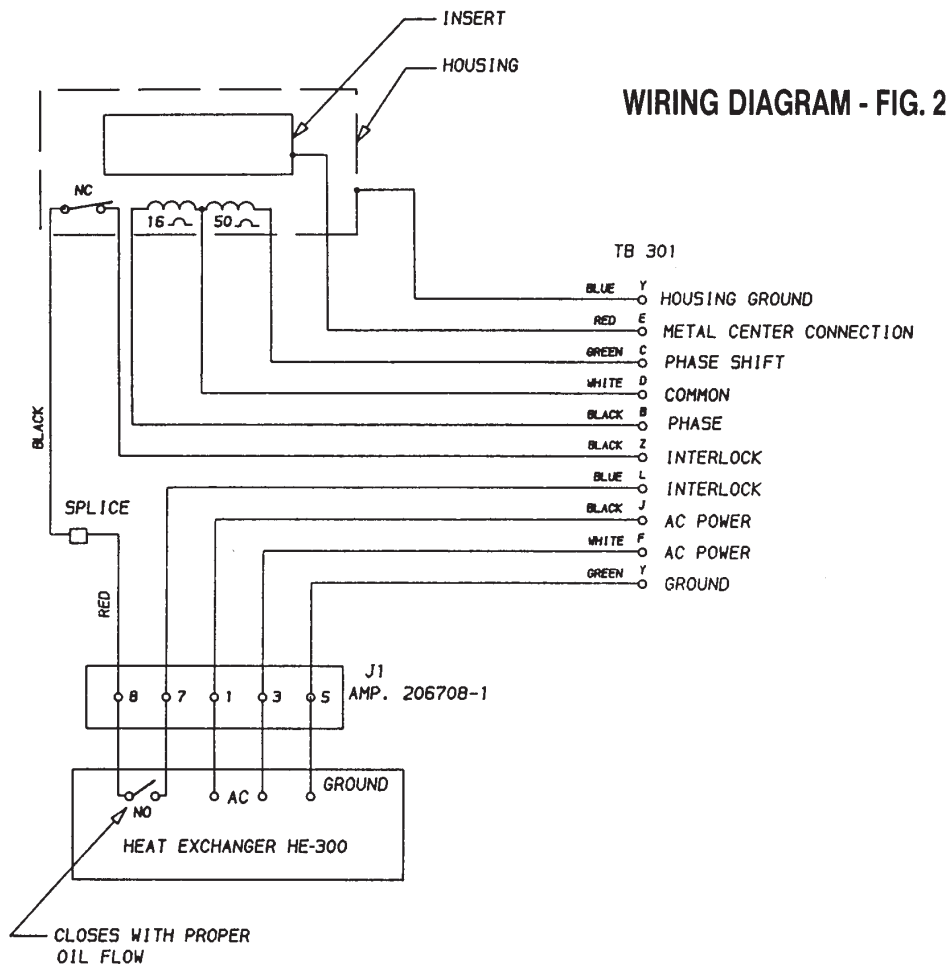 INSERT
HOUSING
WIRING DIAGRAM - FIG. 2
NC
16
50
TB 301
BLUE Y HOUSING GROUND
RED E METAL CENTER CONNECTION
GREEN C PHASE SHIFT
WHITE D COMMON
BLACK B PHASE
BLACK Z INTERLOCK
BLUE L INTERLOCK
BLACK J AC POWER
WHITE F AC POWER
GREEN Y GROUND
BLACK
SPLICE
RED
J1
AMP. 206708-1
8 7 1 3 5
NO
AC
GROUND
HEAT EXCHANGER HE-300
CLOSES WITH PROPER
OIL FLOW